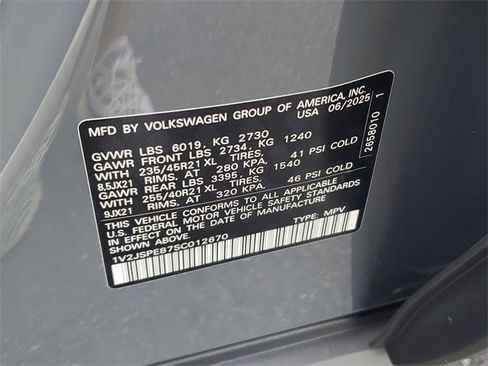 MFD BY VOLKSWAGEN GROUP OF AMERICA, INC.
USA 06/2025
GVWR LBS 6019, KG 2730
GAWR FRONT LBS 2734, KG 1240
WITH 235/45R21 XL
8,5JX21 RIMS, AT 280 KPA, 41 PSI COLD
GAWR REAR LBS 3395, KG 1540
WITH 255/40R21 XL
9JX21 RIMS, AT 320 KPA, 46 PSI COLD
THIS VEHICLE CONFORMS TO ALL APPLICABLE
U.S. FEDERAL MOTOR VEHICLE SAFETY STANDARDS
IN EFFECT ON THE DATE OF MANUFACTURE
SHOWN ABOVE.
1V2JSPE87SC012670 TYPE: MPV
2658010 1